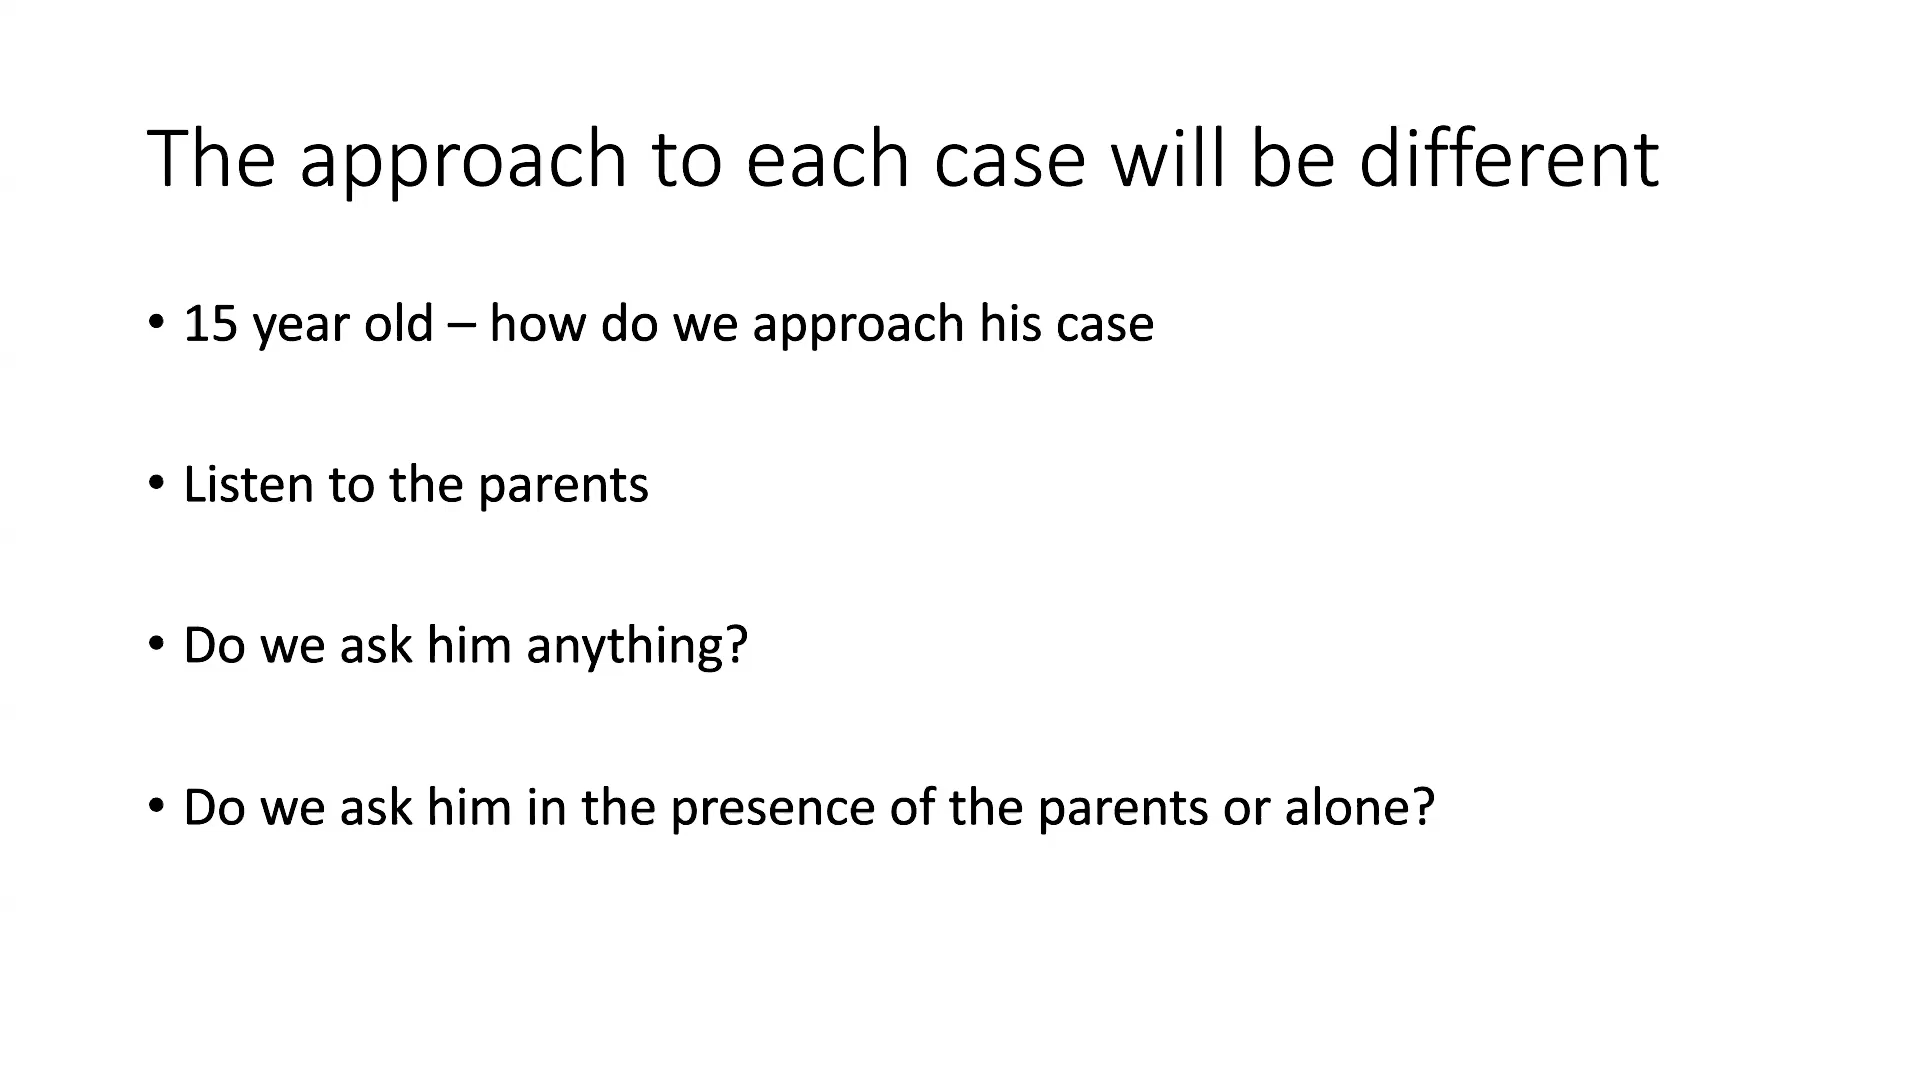 The approach to each case will be different
• 15 year old – how do we approach his case
• Listen to the parents
• Do we ask him anything?
• Do we ask him in the presence of the parents or alone?